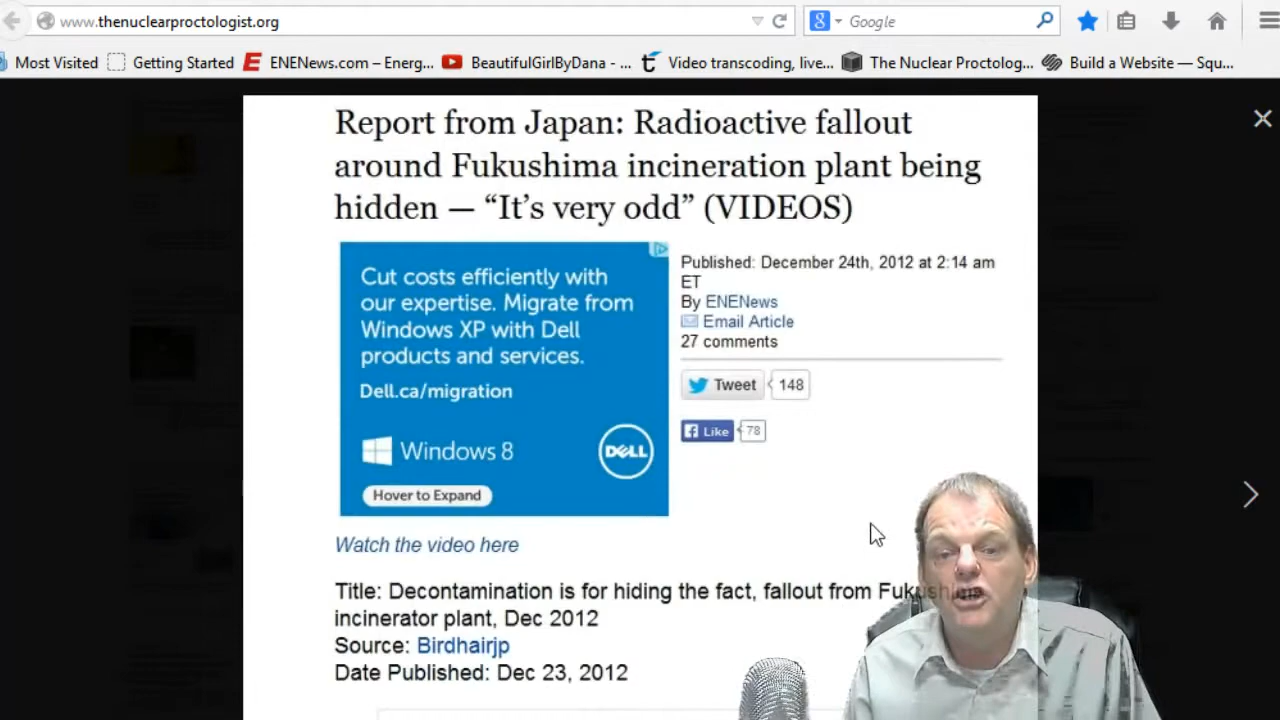 www.thenuclearproctologist.org
Google
Most Visited
Getting Started
ENENews.com – Energ...
BeautifulGirlByDana - ...
Video transcoding, live...
The Nuclear Proctolog...
Build a Website — Squ...
Report from Japan: Radioactive fallout
around Fukushima incineration plant being
hidden — “It’s very odd” (VIDEOS)
Cut costs efficiently with
our expertise. Migrate from
Windows XP with Dell
products and services.
Dell.ca/migration
Windows 8
DELL
Hover to Expand
Published: December 24th, 2012 at 2:14 am
ET
By ENENews
Email Article
27 comments
Tweet 148
Like 78
Watch the video here
Title: Decontamination is for hiding the fact, fallout from Fukushima
incinerator plant, Dec 2012
Source: Birdhairjp
Date Published: Dec 23, 2012